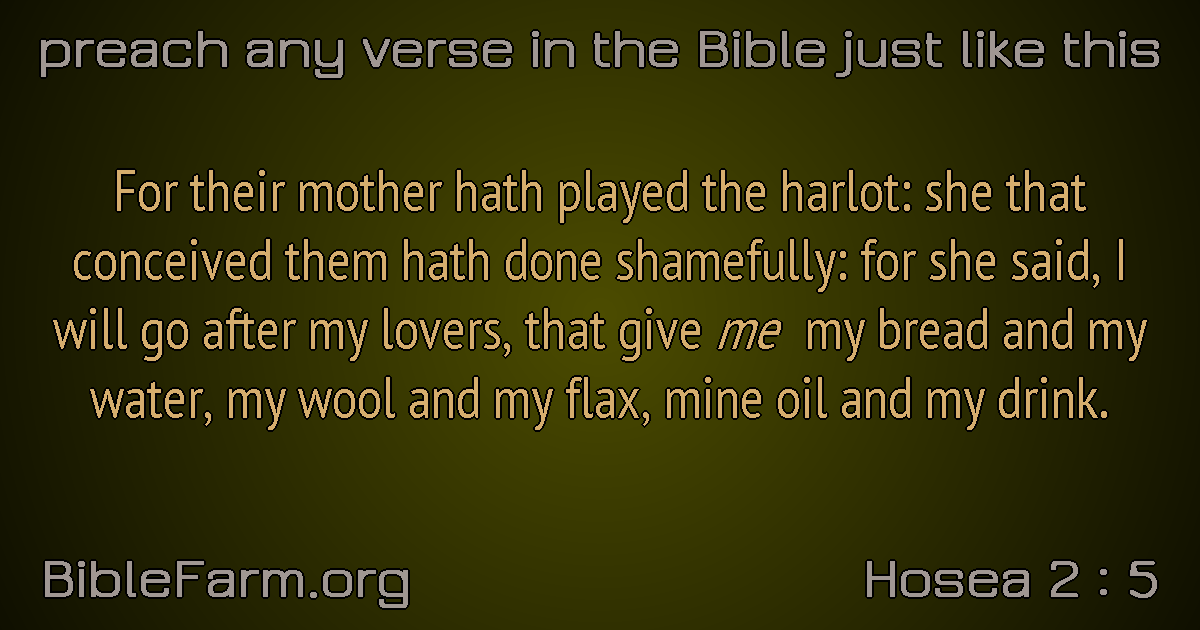 preach any verse in the Bible just like this
For their mother hath played the harlot: she that
conceived them hath done shamefully: for she said, I
will go after my lovers, that give me my bread and my
water, my wool and my flax, mine oil and my drink.
BibleFarm.org
Hosea 2 : 5